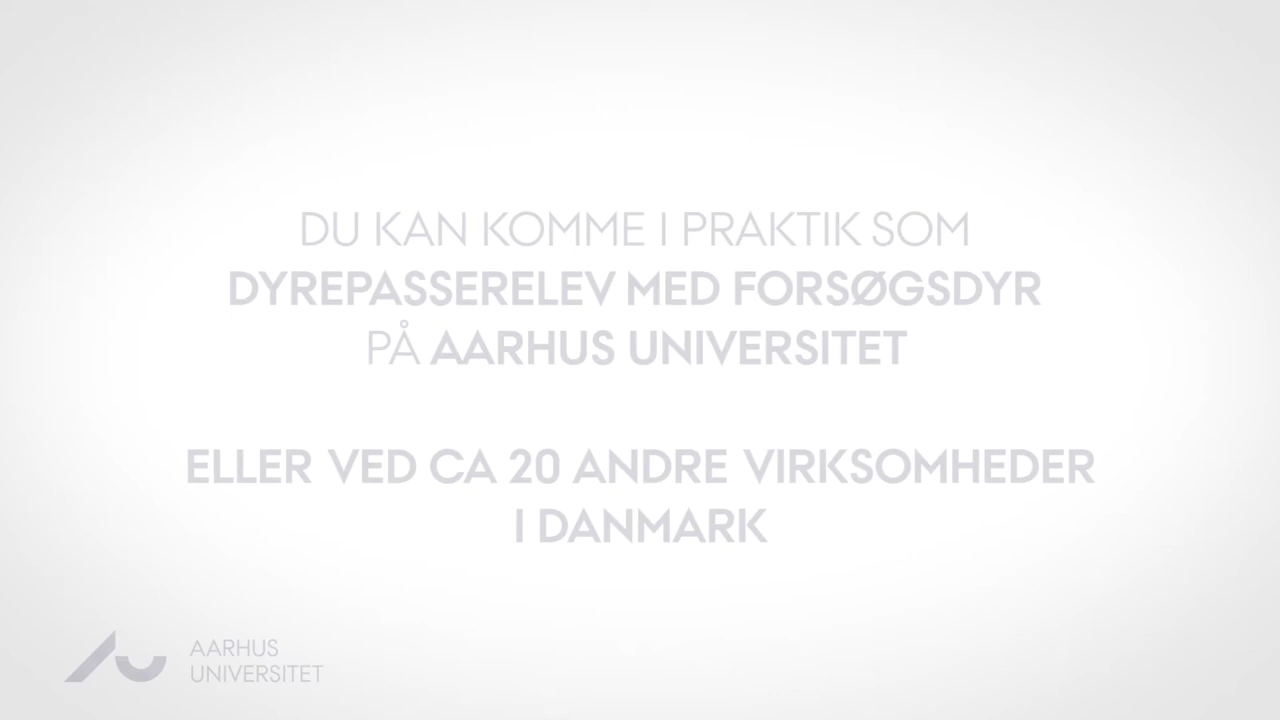 DU KAN KOMME I PRAKTIK SOM
DYREPASSERELEV MED FORSØGSDYR
PÅ AARHUS UNIVERSITET
ELLER VED CA 20 ANDRE VIRKSOMHEDER
I DANMARK
AARHUS
UNIVERSITET